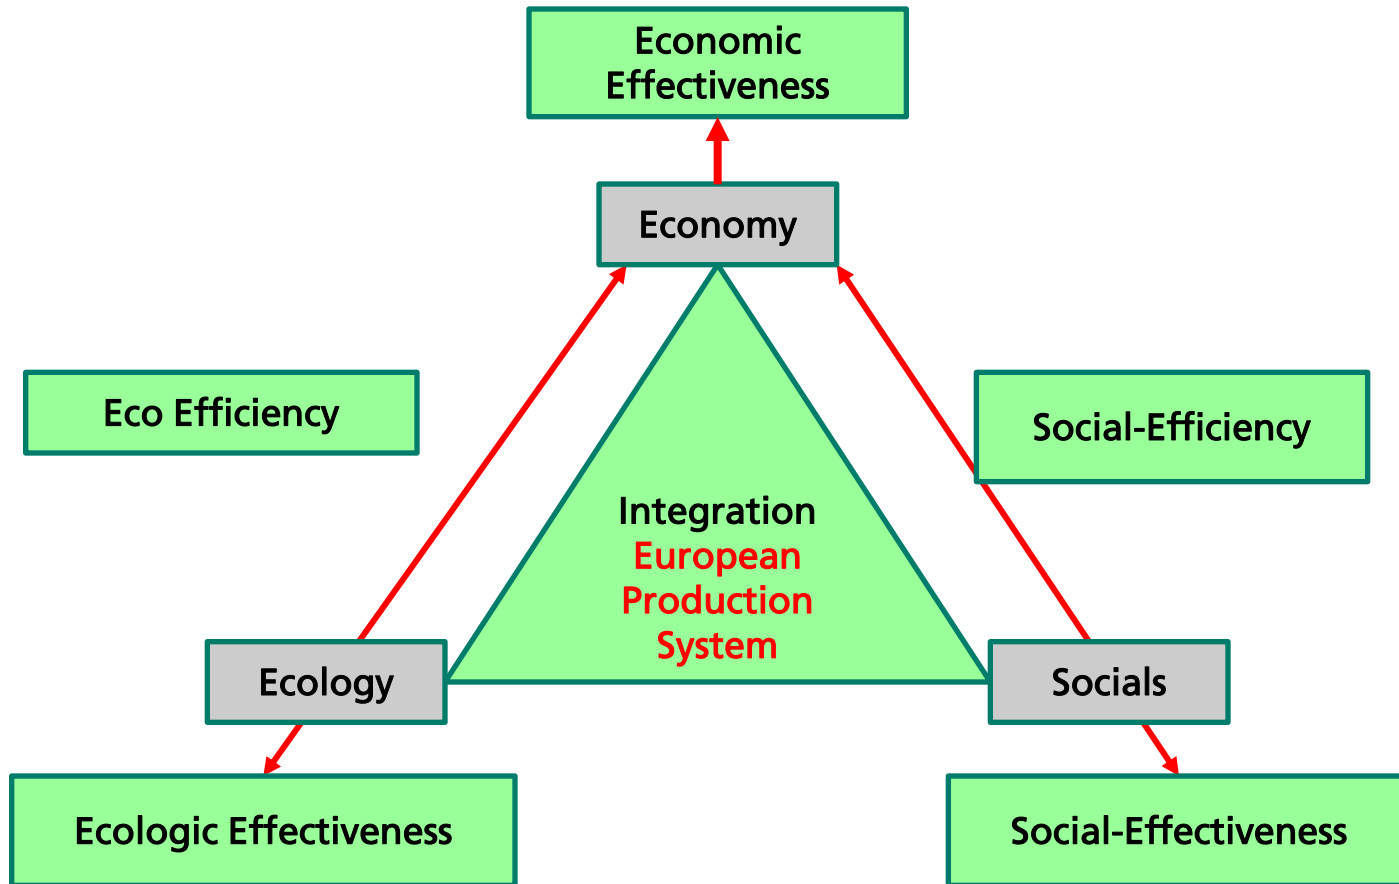 Economic
Effectiveness
Economy
Eco Efficiency
Social-Efficiency
Integration
European
Production
System
Ecology
Socials
Ecologic Effectiveness
Social-Effectiveness